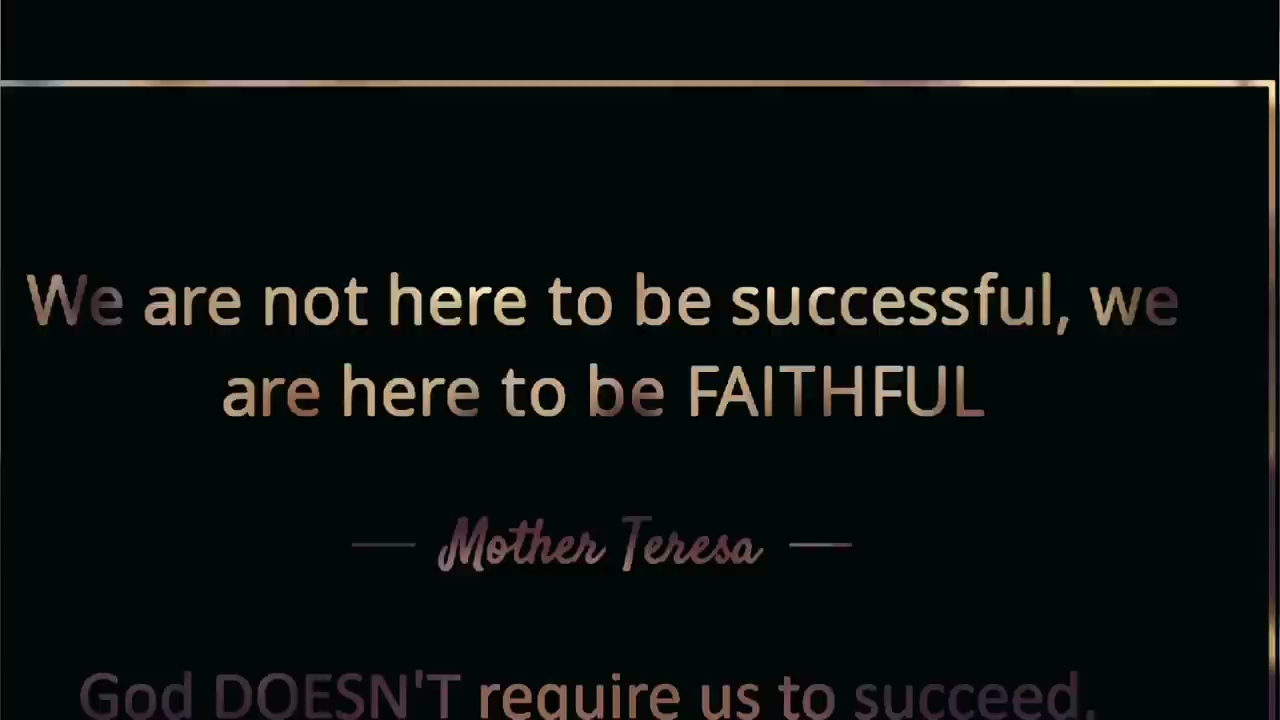 We are not here to be successful, we
are here to be FAITHFUL
— Mother Teresa —
God DOESN'T require us to succeed.